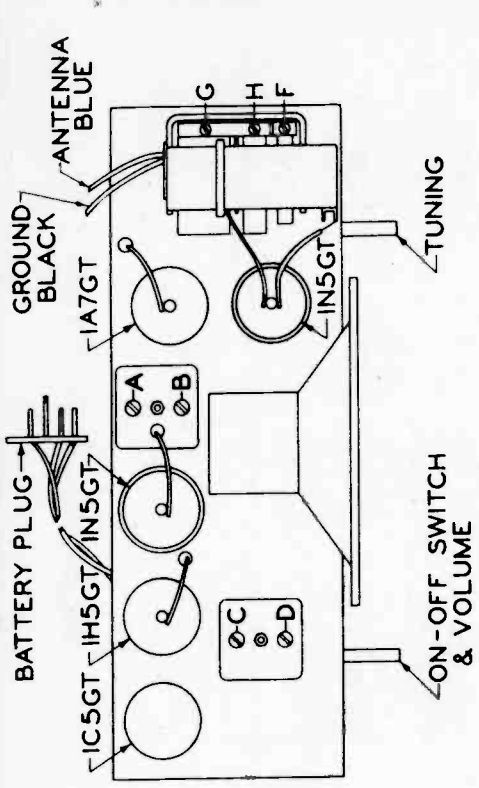 BATTERY PLUG
GROUND-
BLACK
ANTENNA
BLUE
1C5GT
1H5GT
1N5GT
1A7GT
A
B
G
H
F
C
D
1N5GT
ON-OFF SWITCH
& VOLUME
TUNING